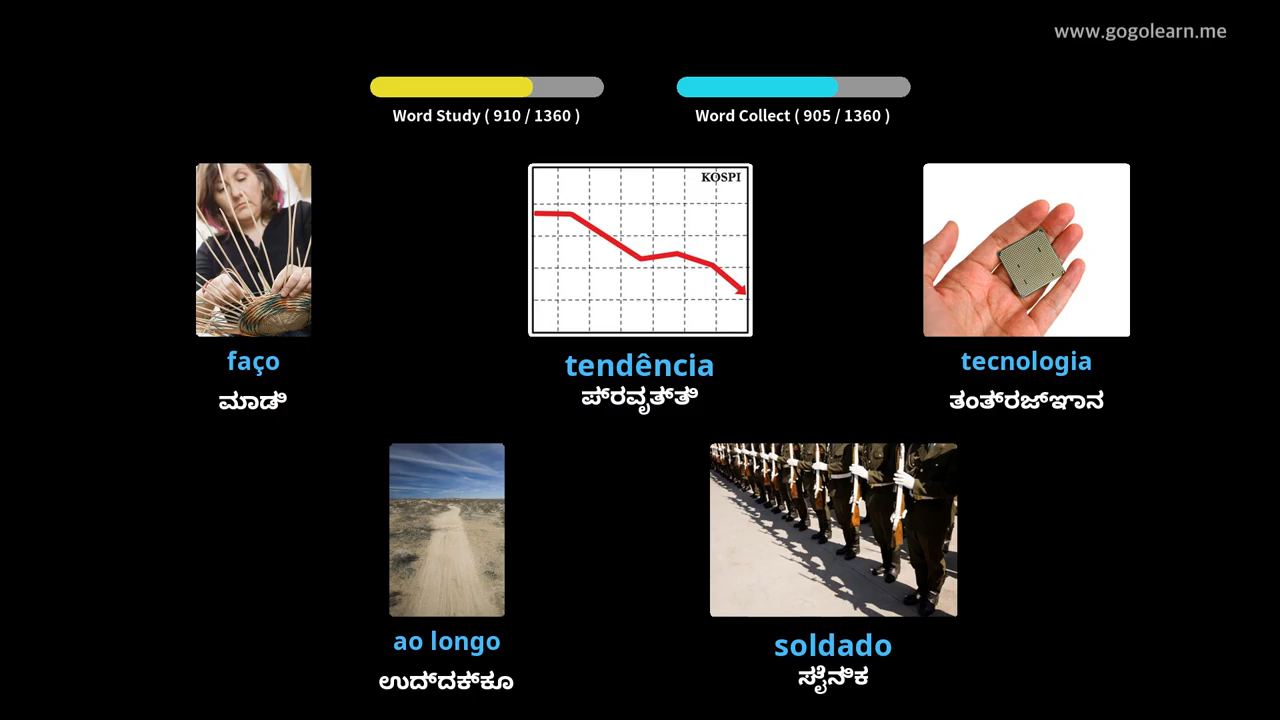 www.gogolearn.me
Word Study ( 910 / 1360 )
Word Collect ( 905 / 1360 )
KOSPI
faço
tendência
tecnologia
ಮಾಡಿ
ಪ್ರವೃತ್ತಿ
ತಂತ್ರಜ್ಞಾನ
ao longo
soldado
ಉದ್ದಕ್ಕೂ
ಸೈನಿಕ